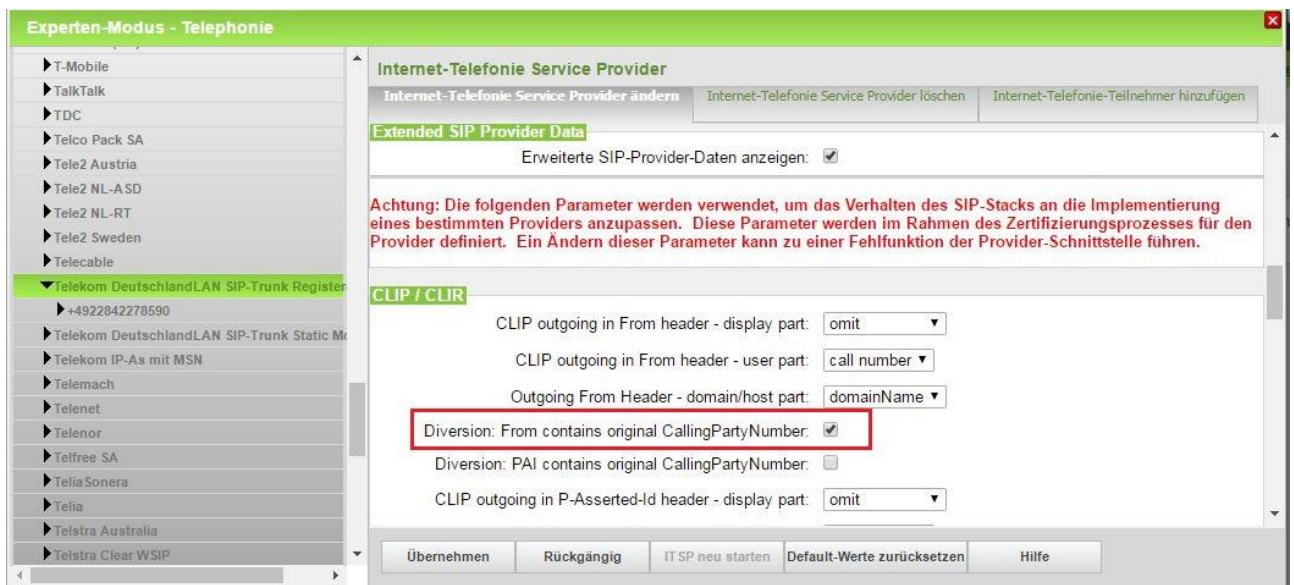 Experten-Modus - Telephonie
T-Mobile
TalkTalk
TDC
Telco Pack SA
Tele2 Austria
Tele2 NL-ASD
Tele2 NL-RT
Tele2 Sweden
Telecable
Telekom DeutschlandLAN SIP-Trunk Register
+4922842278590
Telekom DeutschlandLAN SIP-Trunk Static Mo
Telekom IP-As mit MSN
Telemach
Telenet
Telenor
Telfree SA
TeliaSonera
Telia
Telstra Australia
Telstra Clear WSIP
Internet-Telefonie Service Provider
Internet-Telefonie Service Provider ändern
Internet-Telefonie Service Provider löschen
Internet-Telefonie-Teilnehmer hinzufügen
Extended SIP Provider Data
Erweiterte SIP-Provider-Daten anzeigen:
Achtung: Die folgenden Parameter werden verwendet, um das Verhalten des SIP-Stacks an die Implementierung
eines bestimmten Providers anzupassen. Diese Parameter werden im Rahmen des Zertifizierungsprozesses für den
Provider definiert. Ein Ändern dieser Parameter kann zu einer Fehlfunktion der Provider-Schnittstelle führen.
CLIP / CLIR
CLIP outgoing in From header - display part: omit
CLIP outgoing in From header - user part: call number
Outgoing From Header - domain/host part: domainName
Diversion: From contains original CallingPartyNumber:
Diversion: PAI contains original CallingPartyNumber:
CLIP outgoing in P-Asserted-Id header - display part: omit
Übernehmen
Rückgängig
ITSP neu starten
Default-Werte zurücksetzen
Hilfe